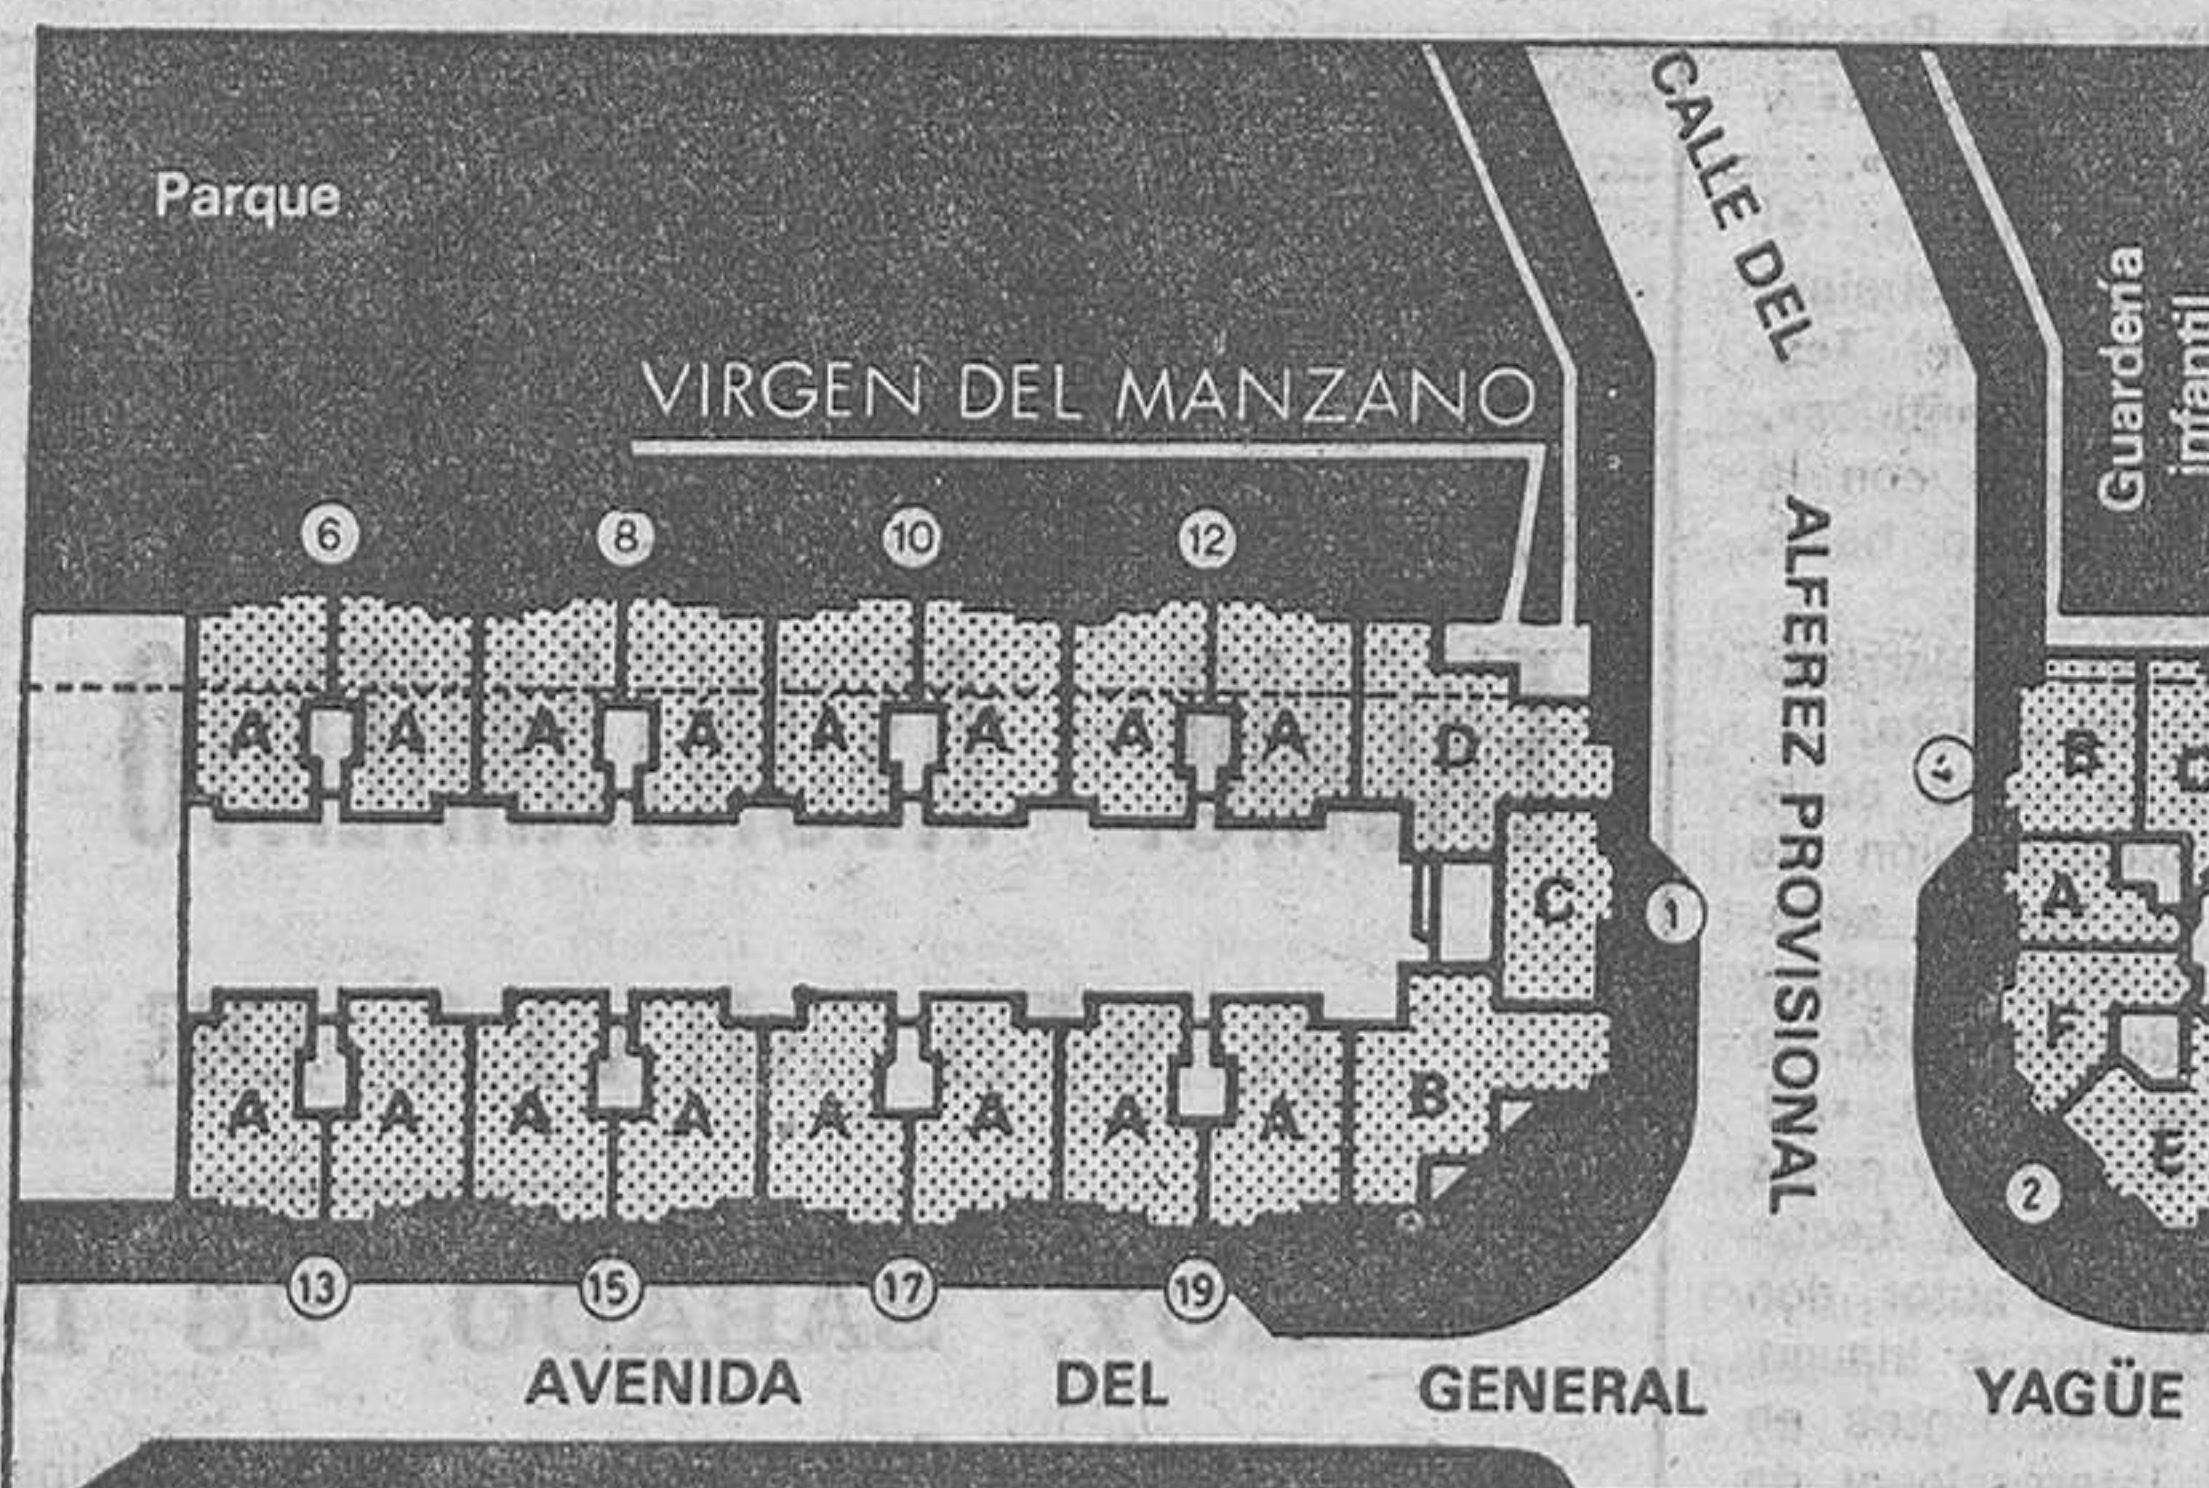 Parque
CALLE DEL
ALFEREZ PROVISIONAL
Guardería
infantil
VIRGEN DEL MANZANO
6 8 10 12
A A A A A A A A D
B
C
A
1
F
A A A A A A A A B
E
2
13 15 17 19
AVENIDA DEL GENERAL YAGÜE